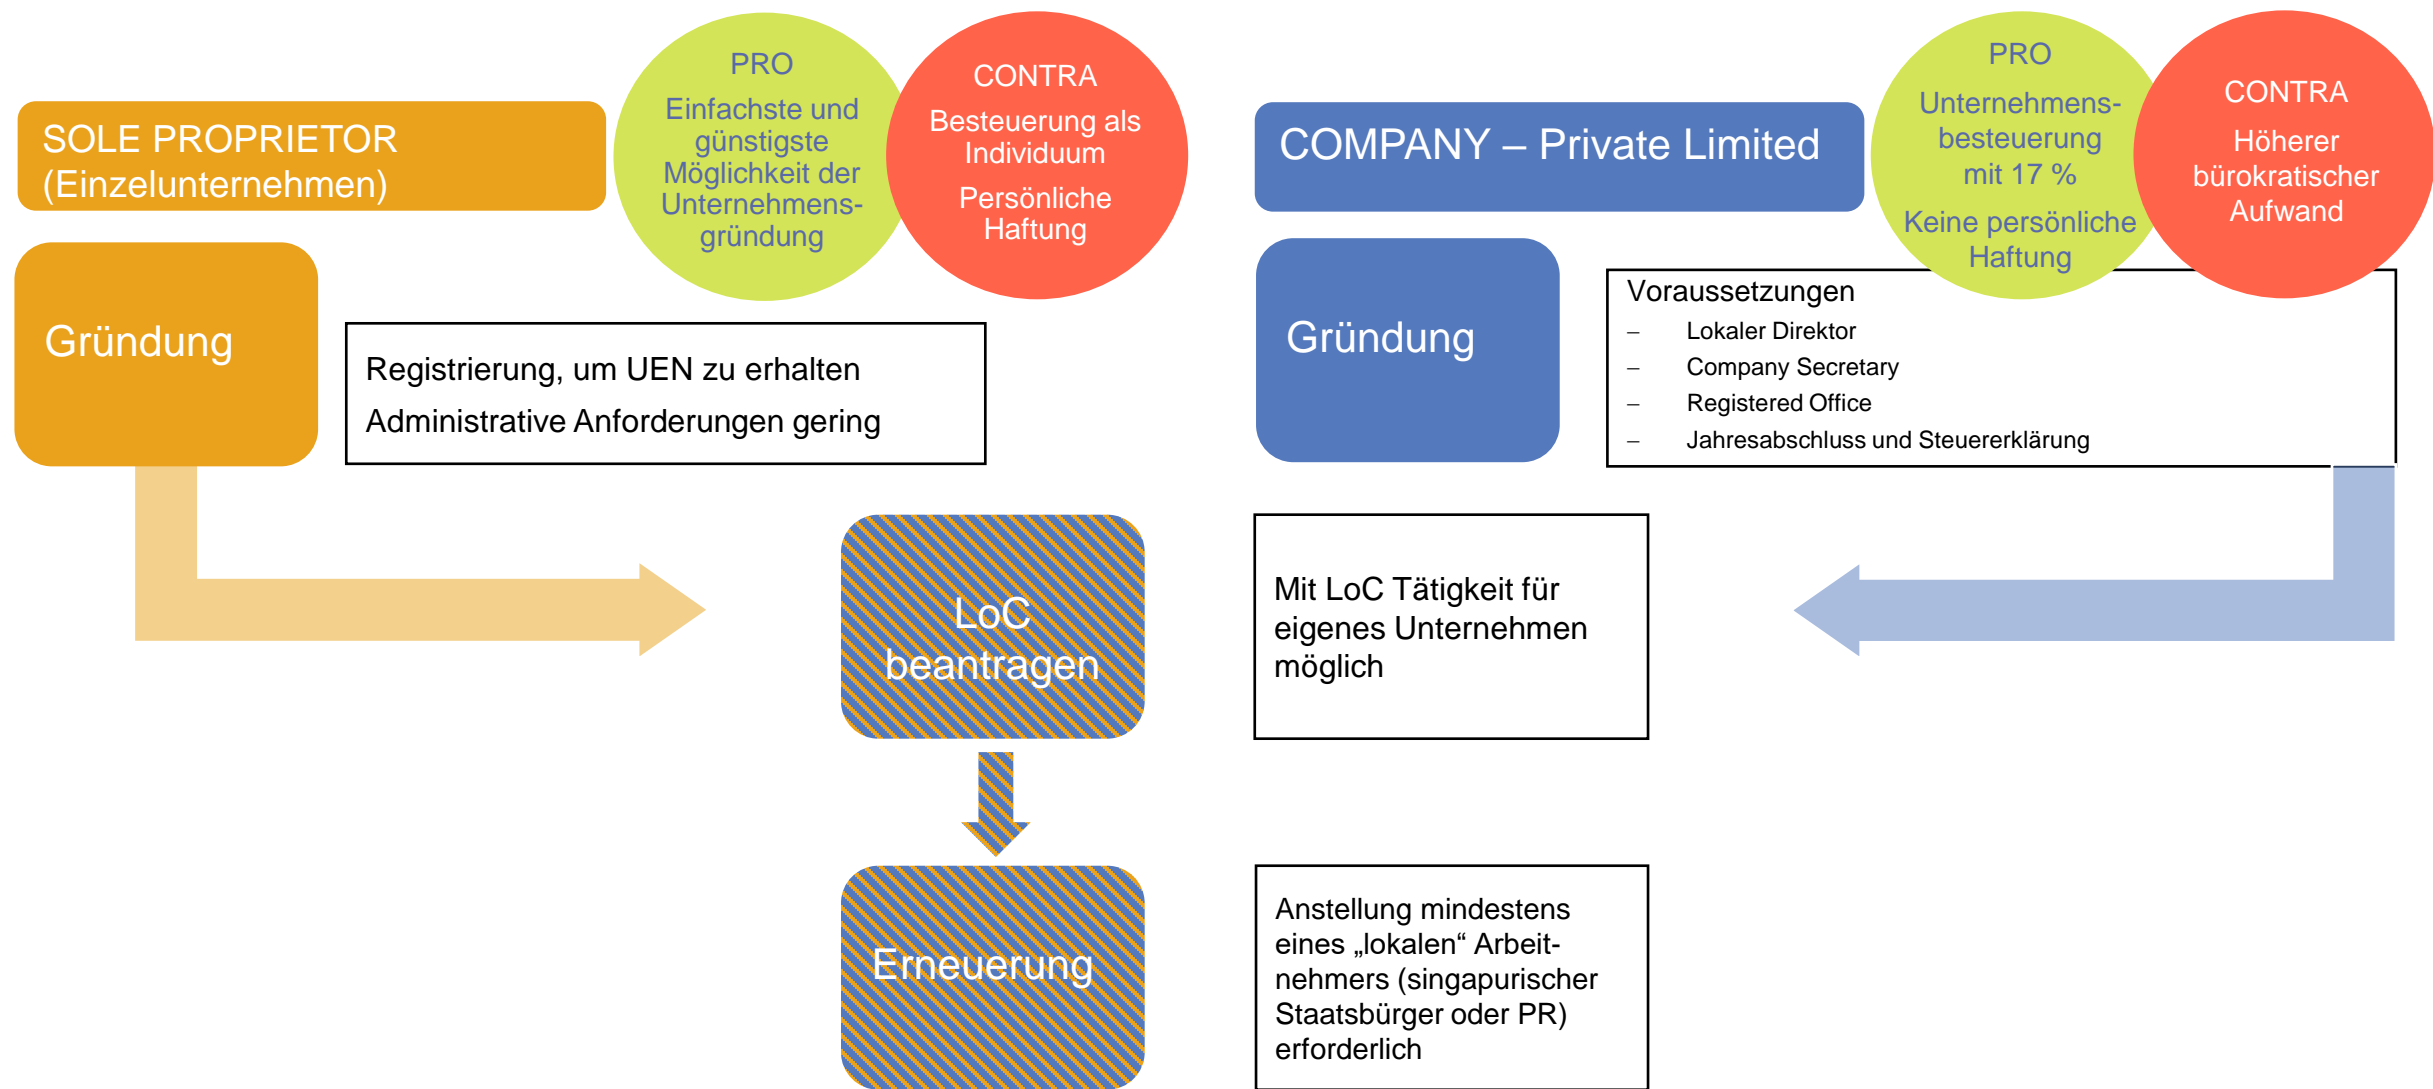 SOLE PROPRIETOR
(Einzelunternehmen)
PRO
Einfachste und
günstigste
Möglichkeit der
Unternehmens-
gründung
CONTRA
Besteuerung als
Individuum
Persönliche
Haftung
Gründung
Registrierung, um UEN zu erhalten
Administrative Anforderungen gering
COMPANY – Private Limited
PRO
Unternehmens-
besteuerung
mit 17 %
Keine persönliche
Haftung
CONTRA
Höherer
bürokratischer
Aufwand
Gründung
Voraussetzungen
– Lokaler Direktor
– Company Secretary
– Registered Office
– Jahresabschluss und Steuererklärung
LoC
beantragen
Mit LoC Tätigkeit für
eigenes Unternehmen
möglich
Erneuerung
Anstellung mindestens
eines „lokalen“ Arbeit-
nehmers (singapurischer
Staatsbürger oder PR)
erforderlich